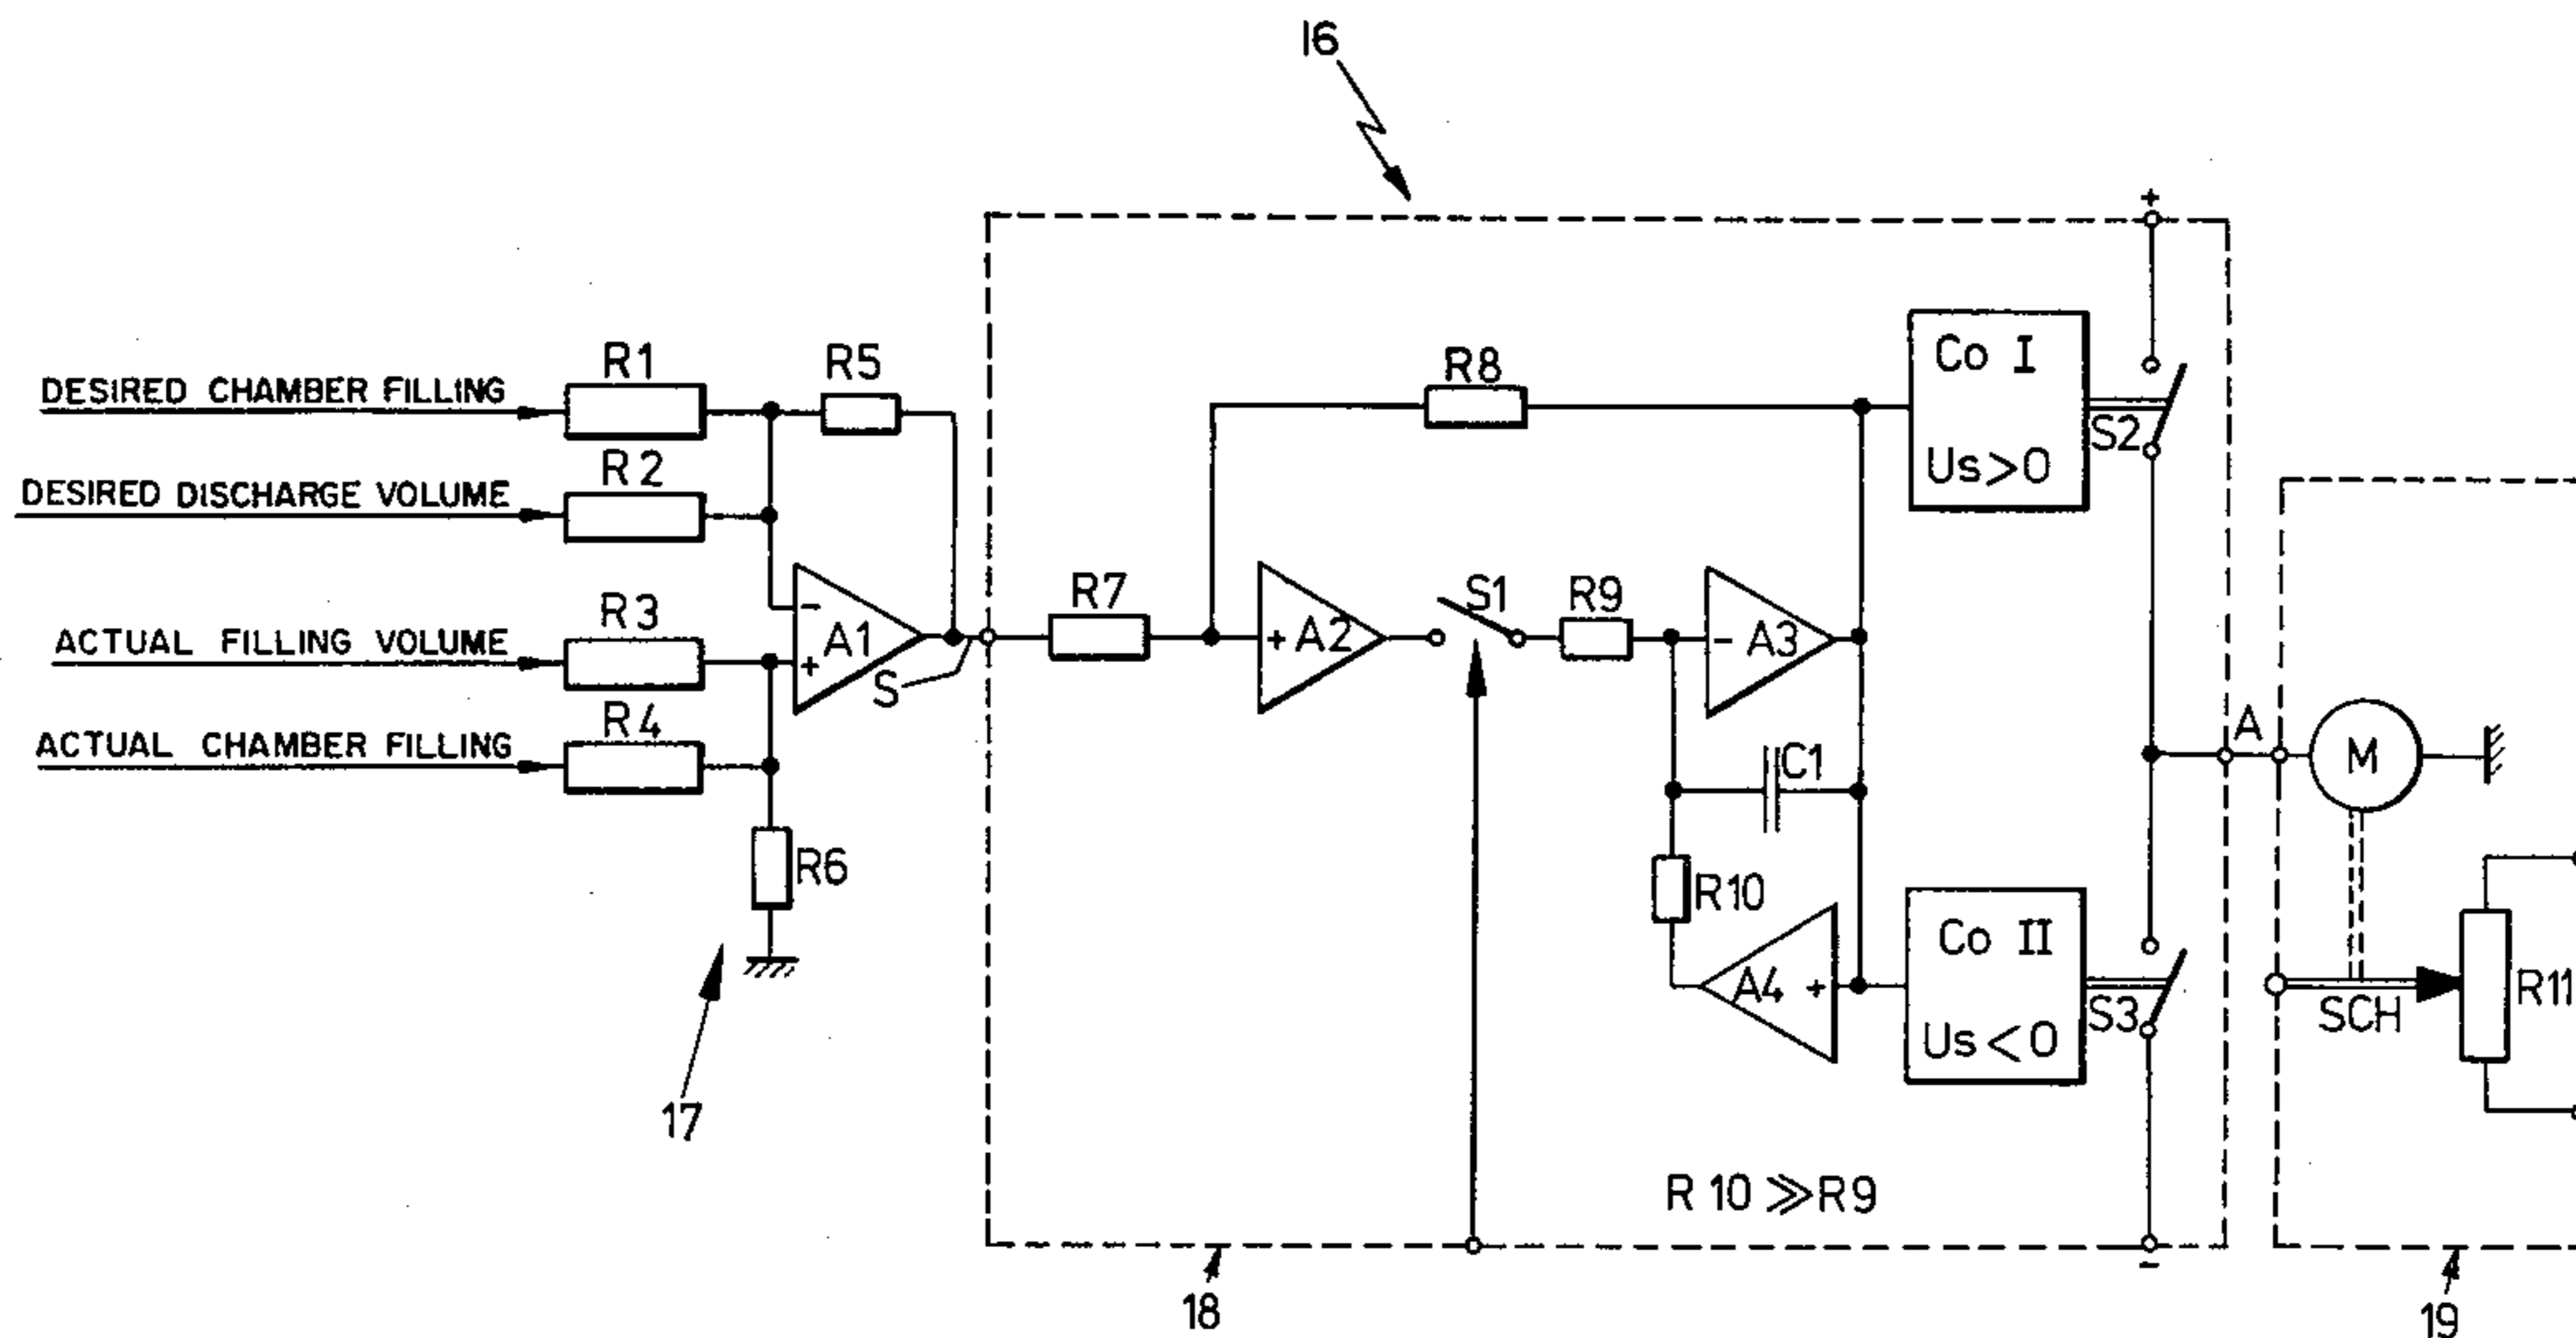 16
+
R1
R5
R8
Co I
Us>0
S2
DESIRED CHAMBER FILLING
R2
DESIRED DISCHARGE VOLUME
R3
ACTUAL FILLING VOLUME
R4
ACTUAL CHAMBER FILLING
R6
17
-
A1
+
S
R7
+ A2
S1
R9
- A3
C1
R10
A4 +
Co II
Us<0
S3
A
M
SCH
R11
R 10 ≫ R9
-
18
19